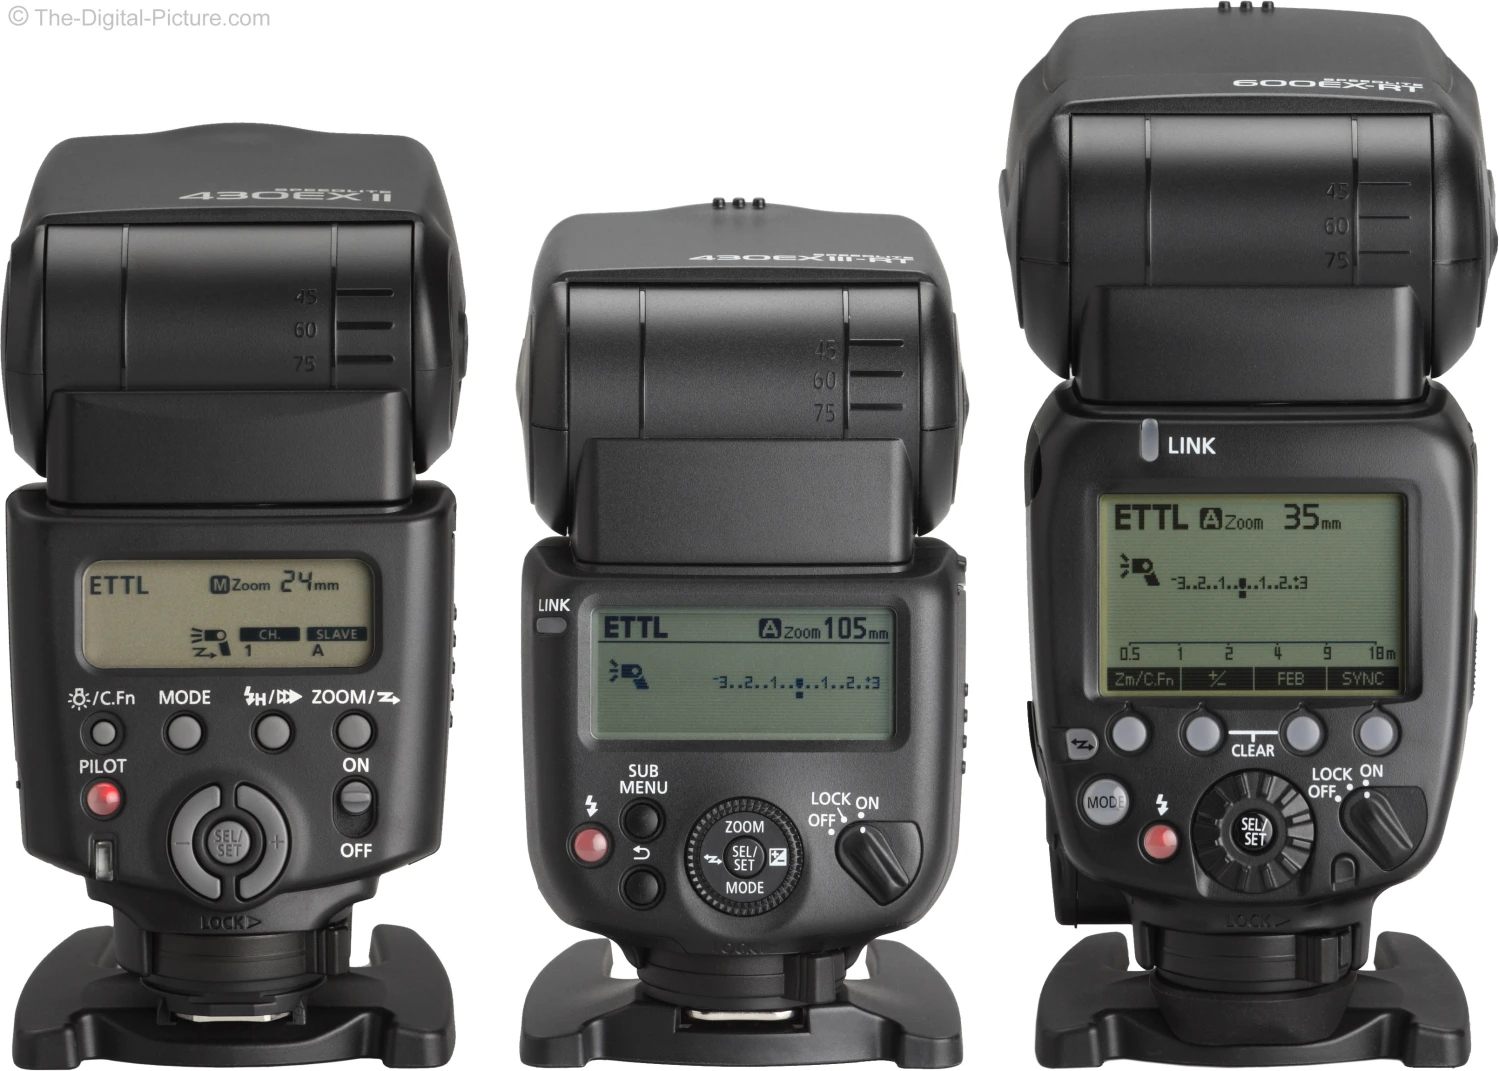 © The-Digital-Picture.com
SPEEDLITE
430EX II
45
60
75
ETTL M Zoom 24mm
CH. SLAVE
1 A
/C.Fn MODE H/ ZOOM/
PILOT ON
- SEL/ +
SET
OFF
LOCK
SPEEDLITE
430EX III-RT
45
60
75
LINK
ETTL A Zoom 105mm
-3..2..1....1..2..+3
SUB
MENU
LOCK ON
OFF
ZOOM
SEL/
SET
MODE
LOCK
SPEEDLITE
600EX-RT
45
60
75
LINK
ETTL A Zoom 35mm
-3..2..1....1..2..+3
0.5 1 2 4 9 18m
Zm/C.Fn +/- FEB SYNC
CLEAR
LOCK ON
OFF
MODE
SEL/
SET
LOCK